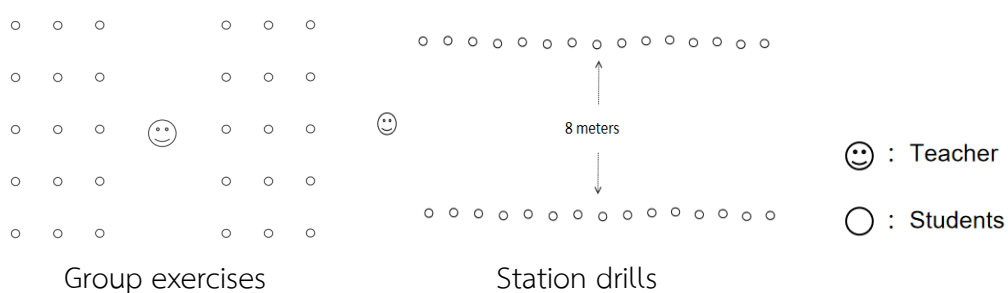 8 meters
: Teacher
: Students
Group exercises
Station drills